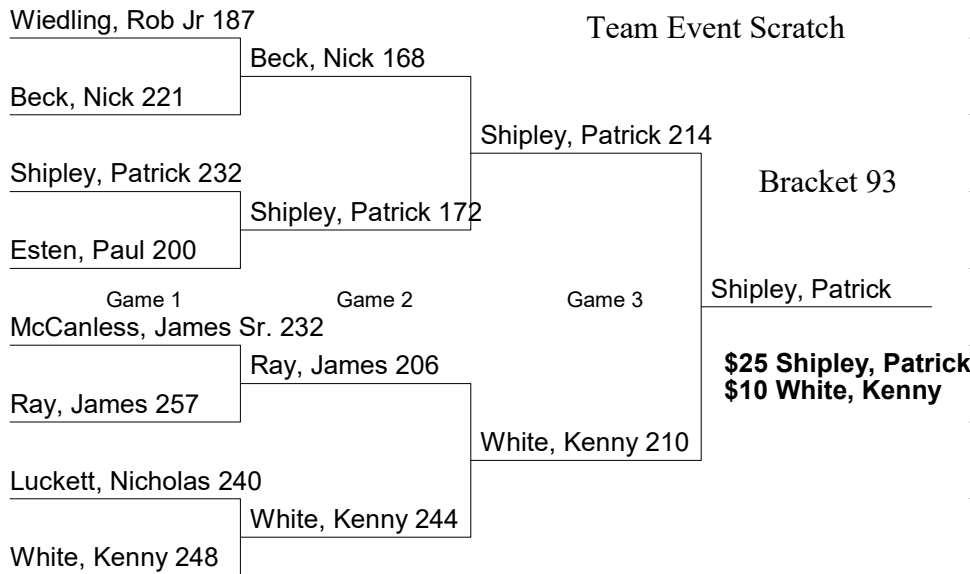 Wiedling, Rob Jr 187
Team Event Scratch
Beck, Nick 168
Beck, Nick 221
Shipley, Patrick 214
Shipley, Patrick 232
Bracket 93
Shipley, Patrick 172
Esten, Paul 200
Game 1
Game 2
Game 3
Shipley, Patrick
McCanless, James Sr. 232
Ray, James 206
$25 Shipley, Patrick
$10 White, Kenny
Ray, James 257
White, Kenny 210
Luckett, Nicholas 240
White, Kenny 244
White, Kenny 248